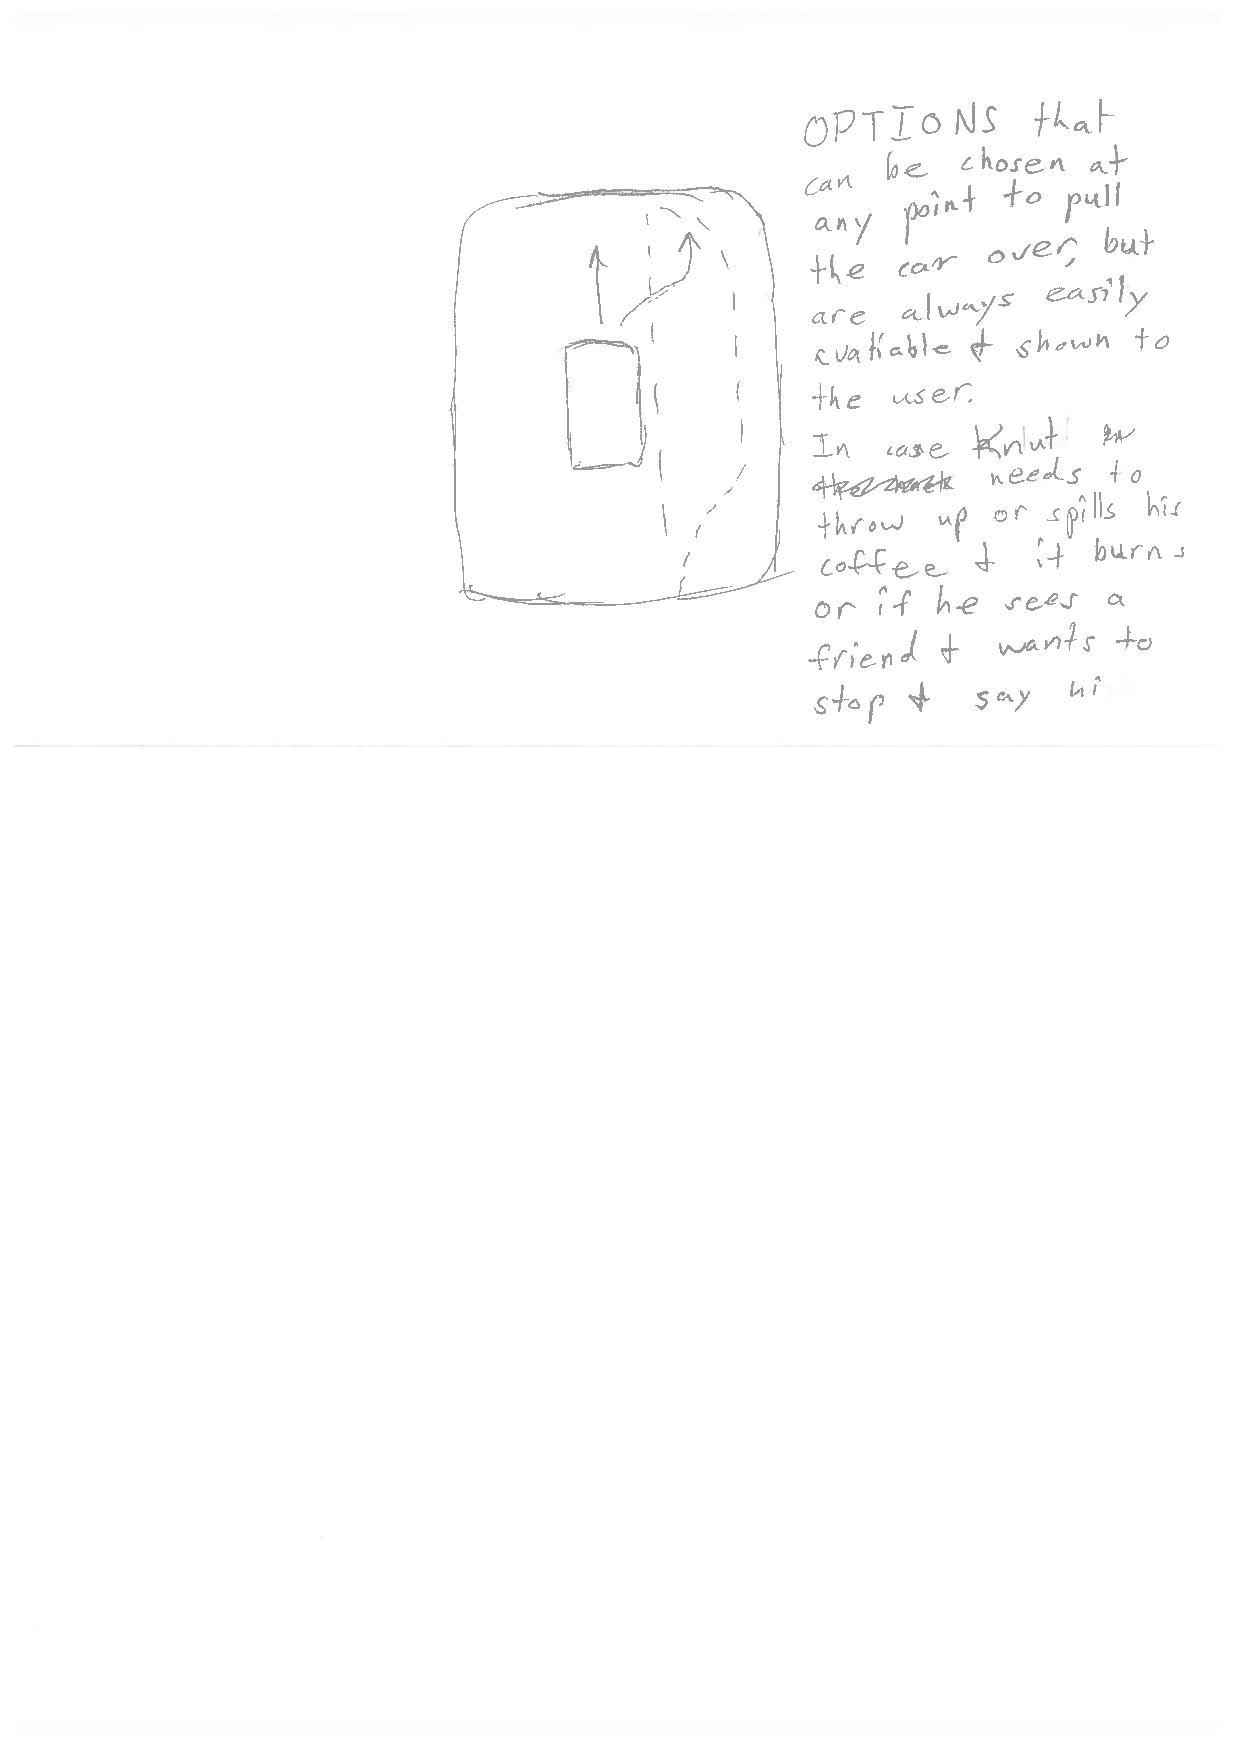 OPTIONS that
can be chosen at
any point to pull
the car over, but
are always easily
avaliable & shown to
the user.
In case Knut
needs to
throw up or spills his
coffee & it burns
or if he sees a
friend & wants to
stop & say hi